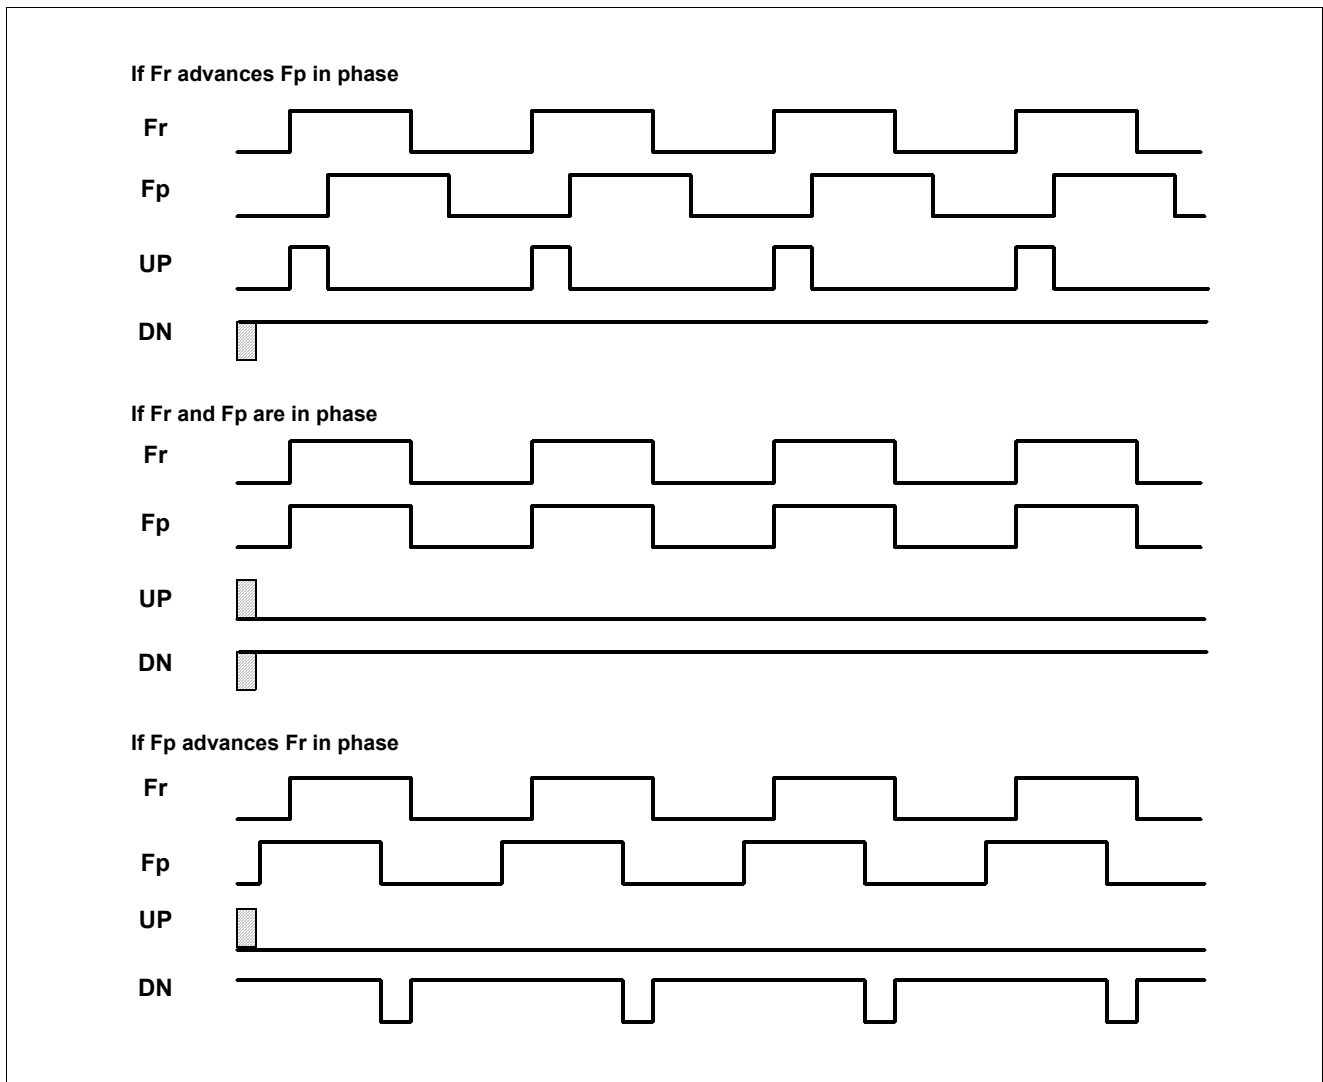 If Fr advances Fp in phase
Fr
Fp
UP
DN
If Fr and Fp are in phase
Fr
Fp
UP
DN
If Fp advances Fr in phase
Fr
Fp
UP
DN